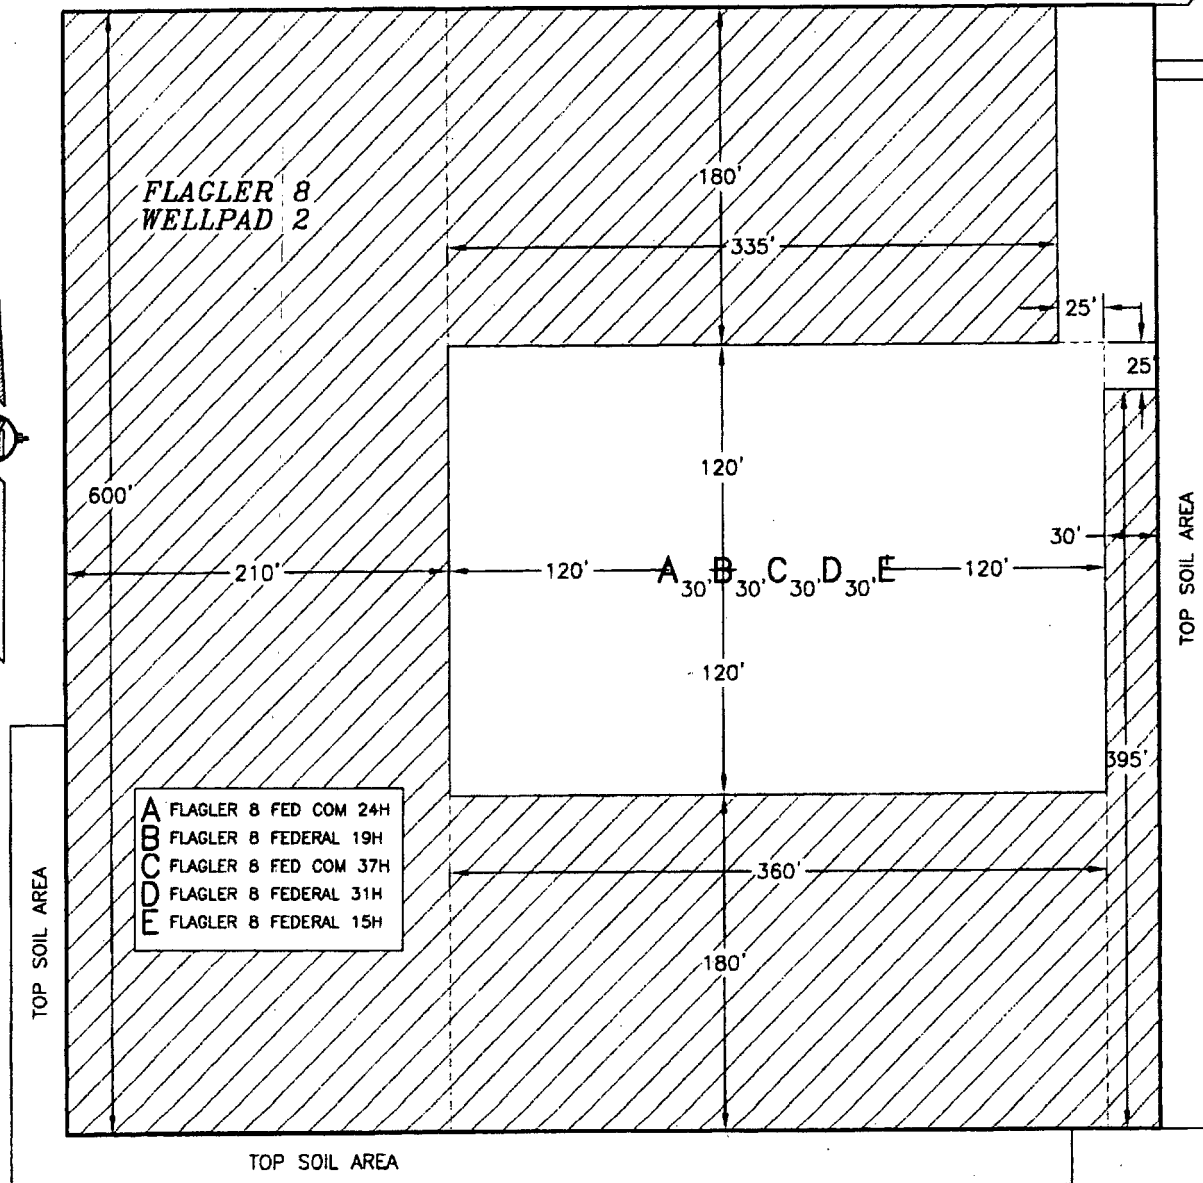 FLAGLER 8
WELLPAD 2
180'
335'
25'
25'
600'
120'
210'
120'
A 30' B 30' C 30' D 30' E
120'
30'
TOP SOIL AREA
120'
395'
A FLAGLER 8 FED COM 24H
B FLAGLER 8 FEDERAL 19H
C FLAGLER 8 FED COM 37H
D FLAGLER 8 FEDERAL 31H
E FLAGLER 8 FEDERAL 15H
360'
180'
TOP SOIL AREA
TOP SOIL AREA